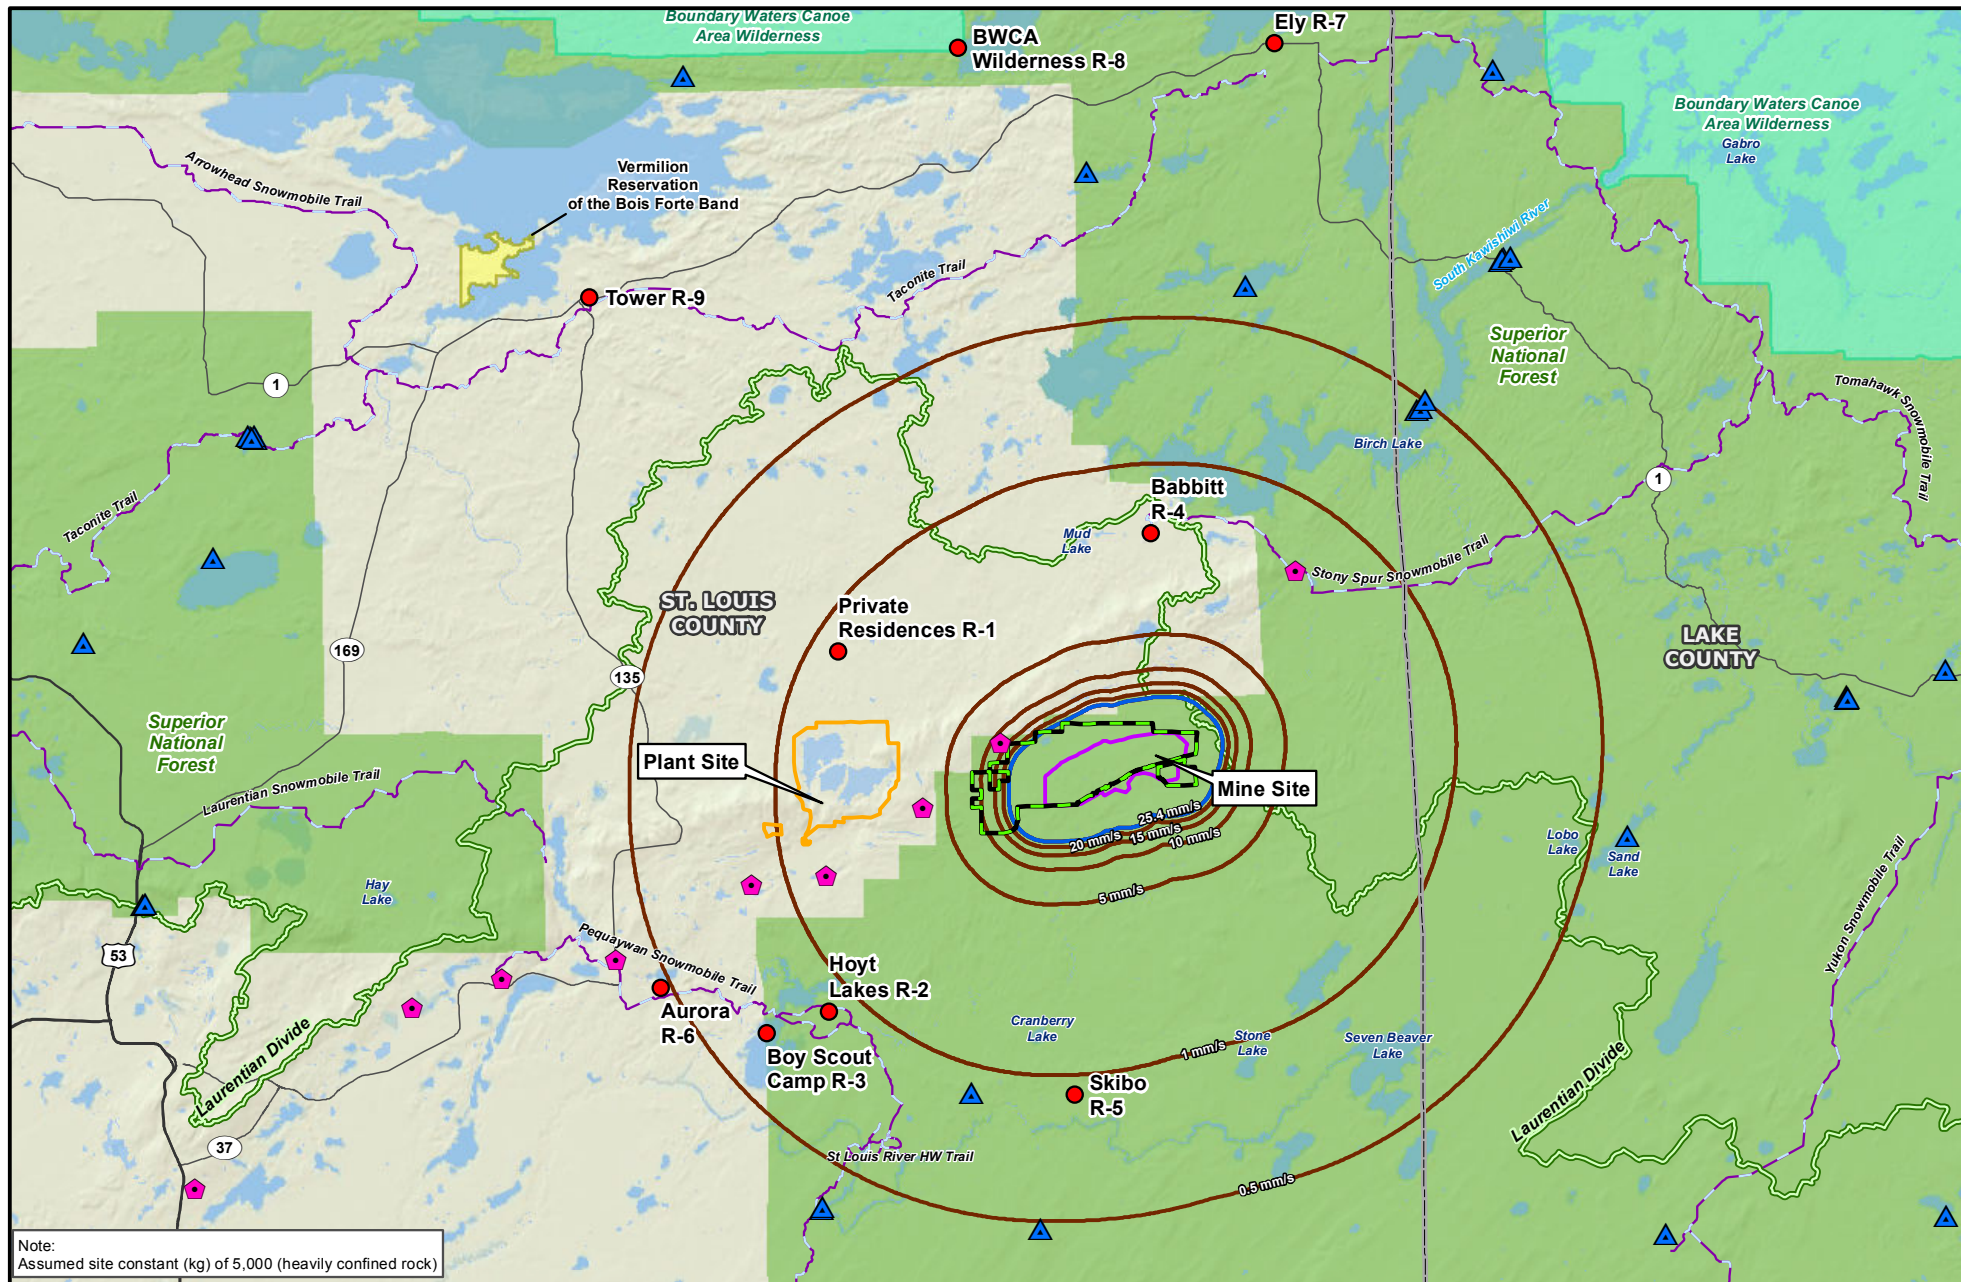 Boundary Waters Canoe
Area Wilderness
BWCA
Wilderness R-8
Ely R-7
Boundary Waters Canoe
Area Wilderness
Gabro
Lake
Arrowhead Snowmobile Trail
Vermilion
Reservation
of the Bois Forte Band
South Kawishiwi River
Taconite Trail
Tower R-9
Superior
National
Forest
1
Tomahawk Snowmobile Trail
Birch Lake
1
Taconite Trail
Babbitt
R-4
Mud
Lake
Stony Spur Snowmobile Trail
ST. LOUIS
COUNTY
Private
Residences R-1
LAKE
COUNTY
169
135
Superior
National
Forest
Plant Site
Mine Site
Laurentian Snowmobile Trail
25.4 mm/s
20 mm/s
15 mm/s
10 mm/s
5 mm/s
Lobo
Lake
Sand
Lake
Hay
Lake
Yukon Snowmobile Trail
53
Pequaywan Snowmobile Trail
Hoyt
Lakes R-2
Aurora
R-6
Boy Scout
Camp R-3
Cranberry
Lake
1 mm/s
Stone
Lake
Seven Beaver
Lake
Laurentian Divide
Skibo
R-5
Laurentian Divide
37
St Louis River HW Trail
0.5 mm/s
Note:
Assumed site constant (kg) of 5,000 (heavily confined rock)